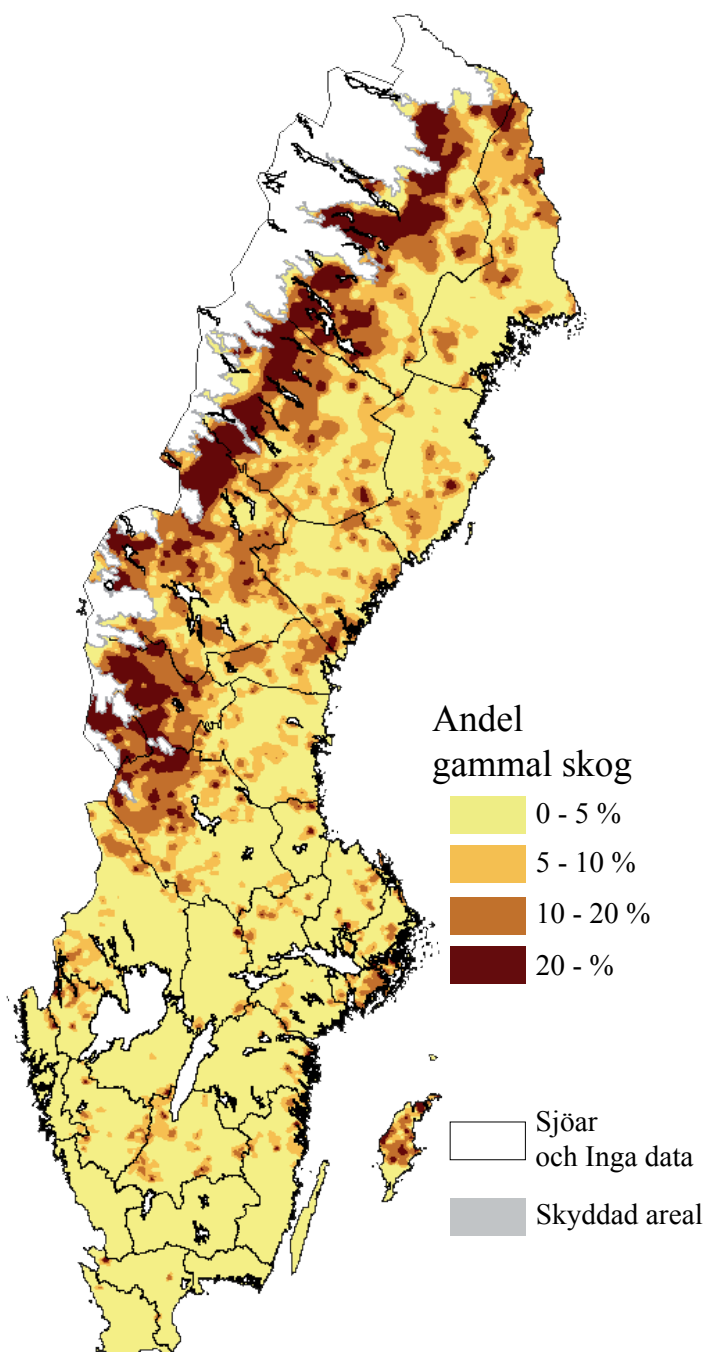 Andel
gammal skog
0 - 5 %
5 - 10 %
10 - 20 %
20 - %
Sjöar
och Inga data
Skyddad areal